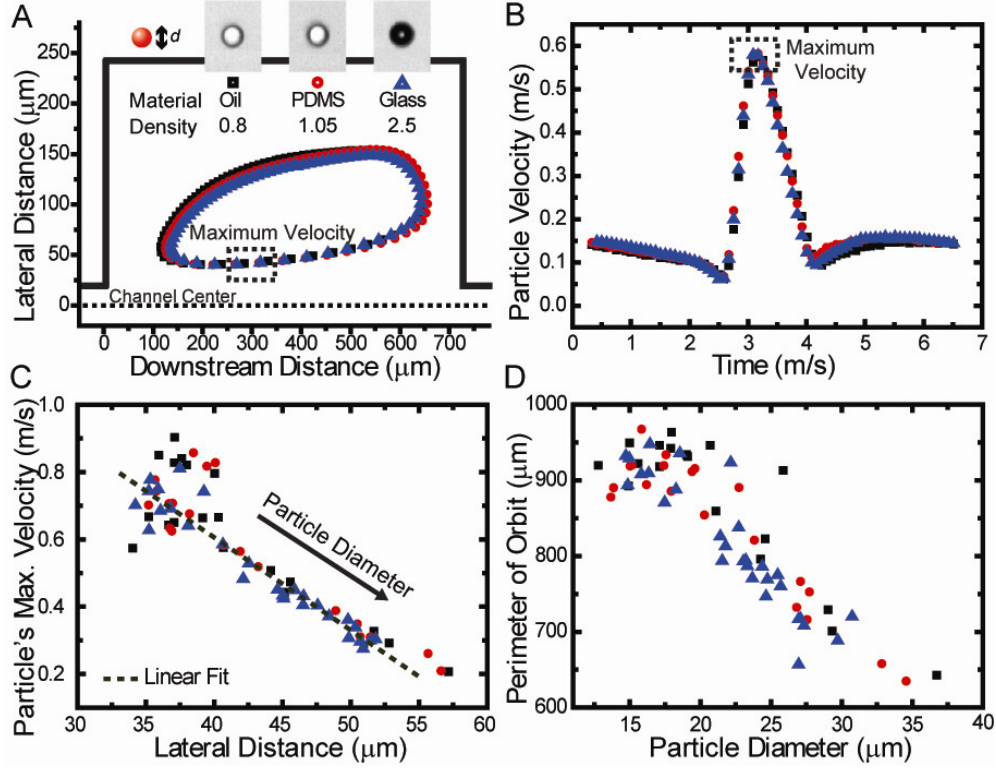 A
250
200
150
100
50
0
Lateral Distance (μm)
d
Material Oil PDMS Glass
Density 0.8 1.05 2.5
Maximum Velocity
Channel Center
0 100 200 300 400 500 600 700
Downstream Distance (μm)
B
0.6
0.5
0.4
0.3
0.2
0.1
0.0
Particle Velocity (m/s)
Maximum
Velocity
0 1 2 3 4 5 6 7
Time (m/s)
C
1.0
0.8
0.6
0.4
0.2
Particle's Max. Velocity (m/s)
Particle Diameter
Linear Fit
30 35 40 45 50 55 60
Lateral Distance (μm)
D
1000
900
800
700
600
Perimeter of Orbit (μm)
15 20 25 30 35 40
Particle Diameter (μm)